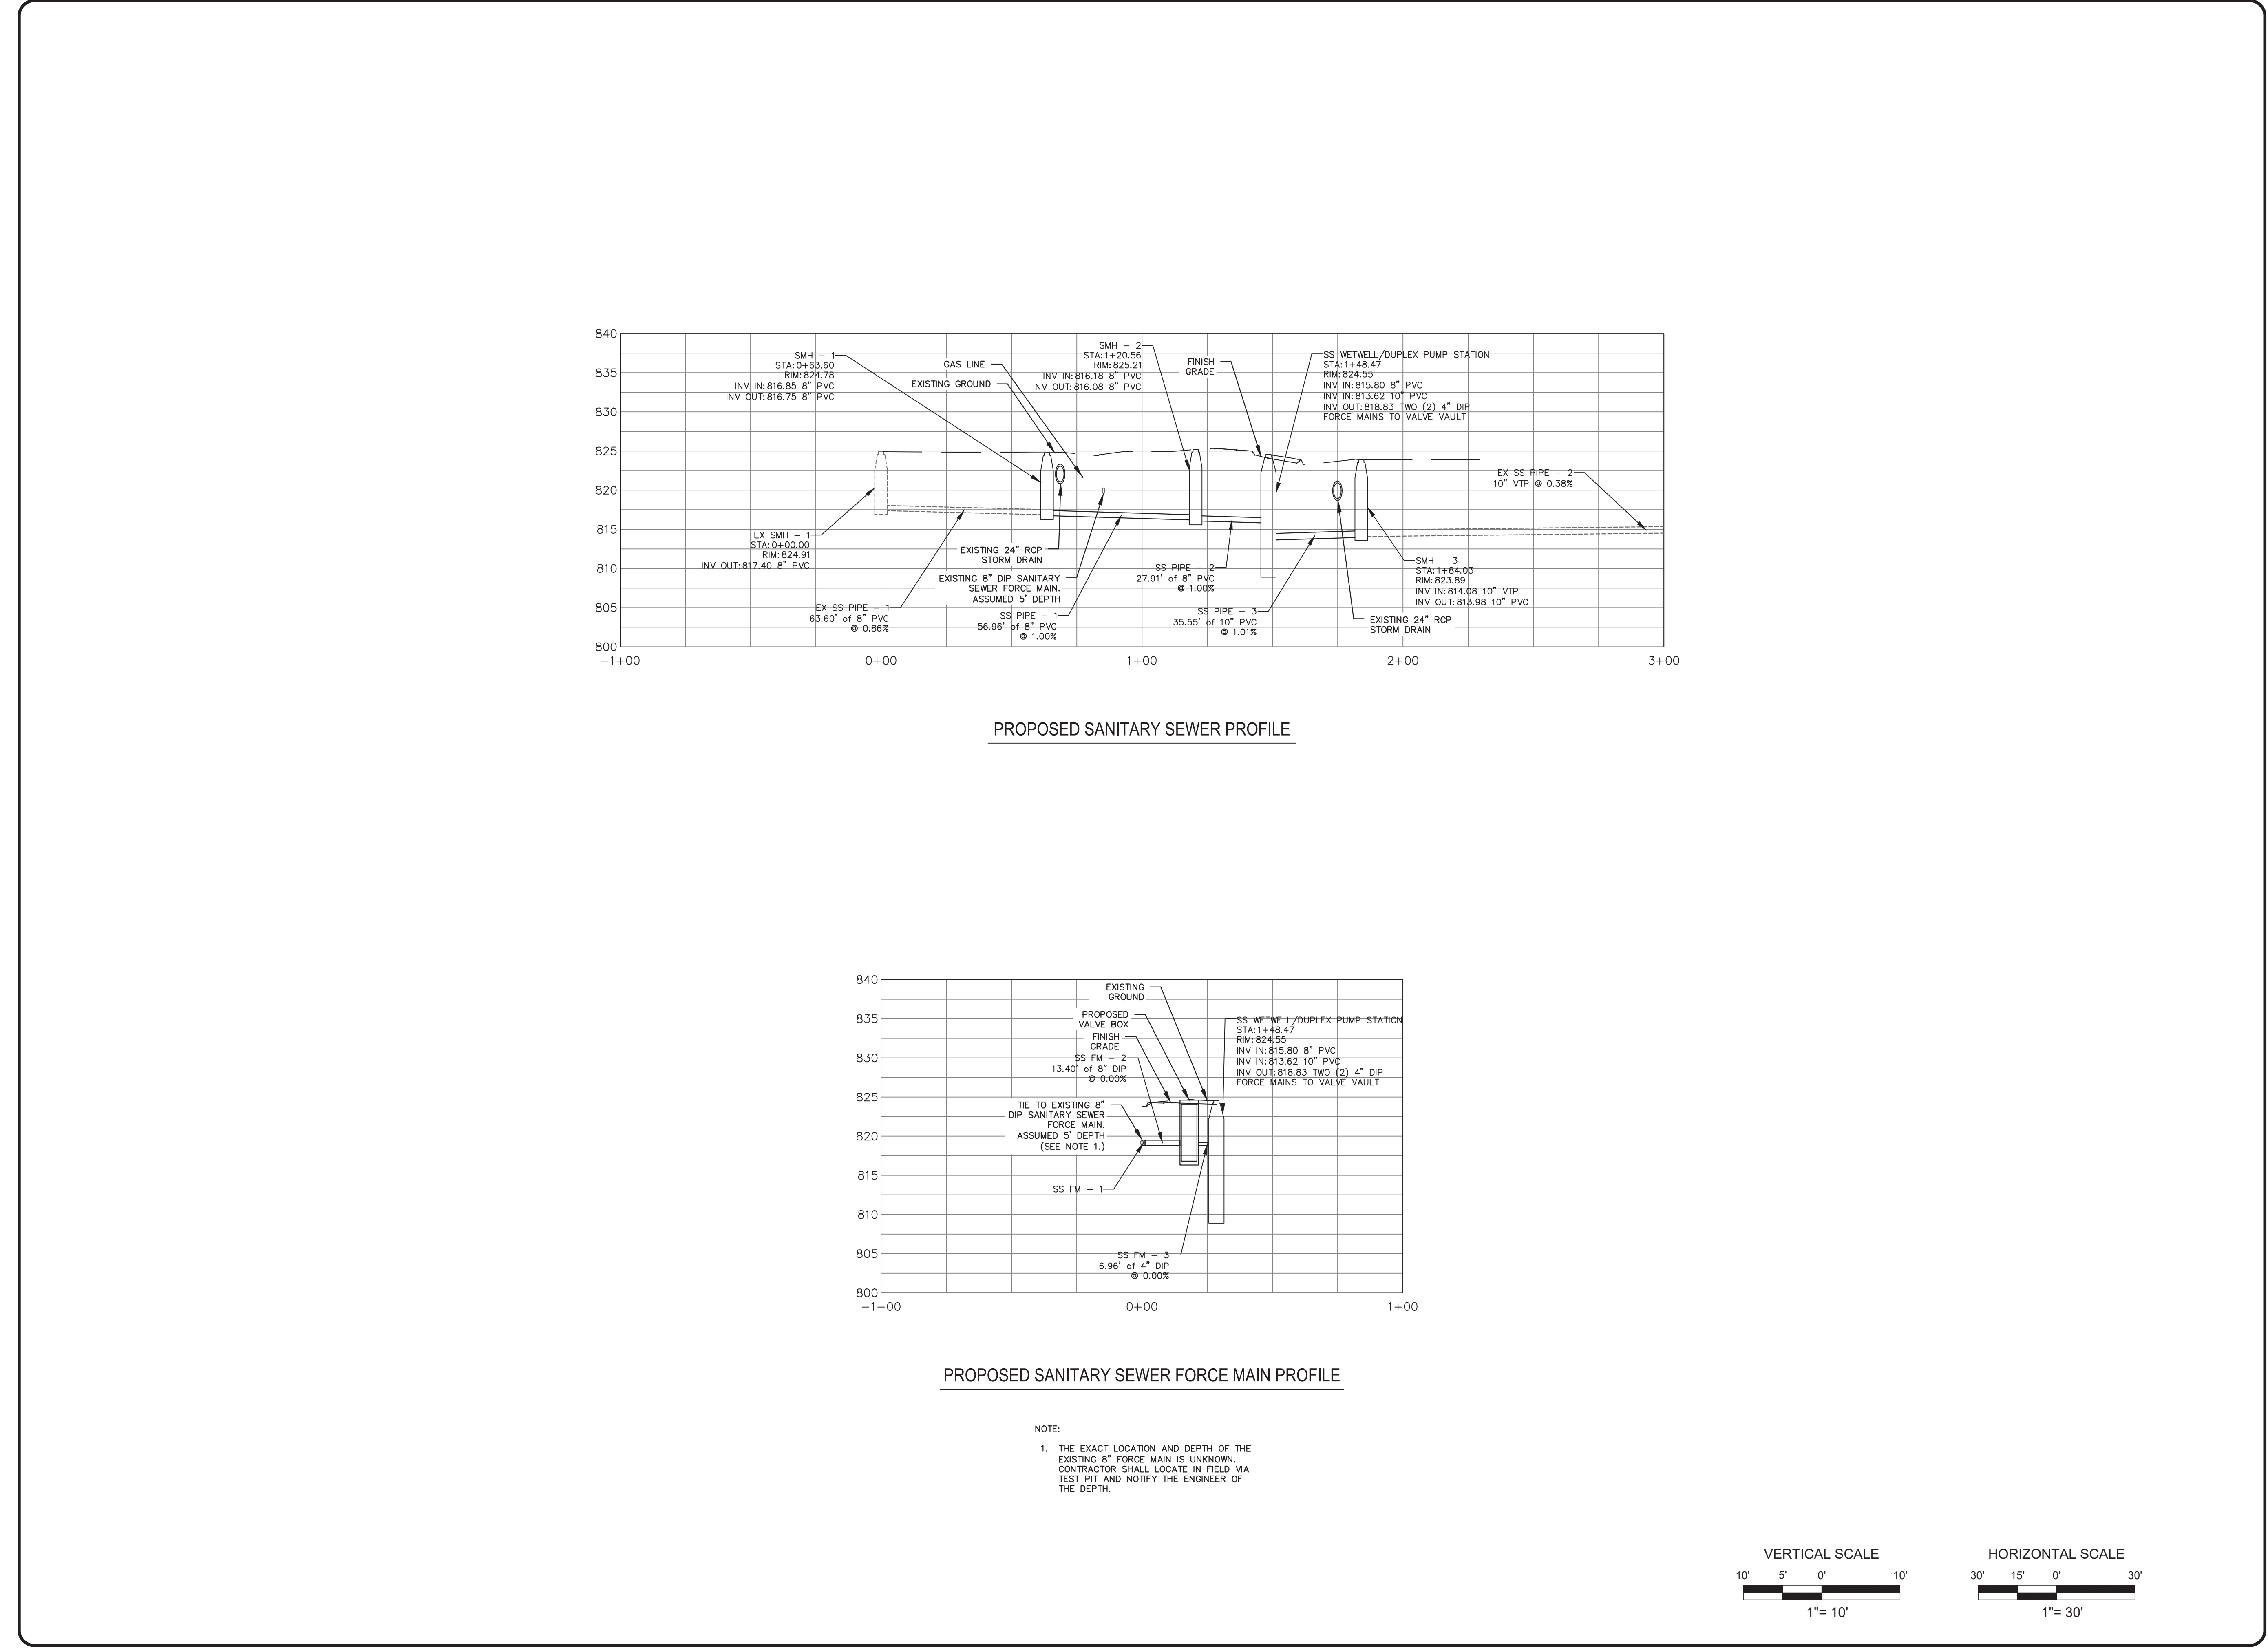 840
835
830
825
820
815
810
805
800
-1+00
0+00
1+00
2+00
3+00
SMH - 1
STA: 0+63.60
RIM: 824.78
INV IN: 816.85 8" PVC
INV OUT: 816.75 8" PVC
GAS LINE
EXISTING GROUND
SMH - 2
STA: 1+20.56
RIM: 825.21
INV IN: 816.18 8" PVC
INV OUT: 816.08 8" PVC
FINISH
GRADE
SS WETWELL/DUPLEX PUMP STATION
STA: 1+48.47
RIM: 824.55
INV IN: 815.80 8" PVC
INV IN: 813.62 10" PVC
INV OUT: 818.83 TWO (2) 4" DIP
FORCE MAINS TO VALVE VAULT
EX SS PIPE - 2
10" VTP @ 0.38%
EX SMH - 1
STA: 0+00.00
RIM: 824.91
INV OUT: 817.40 8" PVC
EX SS PIPE - 1
63.60' of 8" PVC
@ 0.86%
EXISTING 24" RCP
STORM DRAIN
EXISTING 8" DIP SANITARY
SEWER FORCE MAIN.
ASSUMED 5' DEPTH
SS PIPE - 1
56.96' of 8" PVC
@ 1.00%
SS PIPE - 2
27.91' of 8" PVC
@ 1.00%
SS PIPE - 3
35.55' of 10" PVC
@ 1.01%
SMH - 3
STA: 1+84.03
RIM: 823.89
INV IN: 814.08 10" VTP
INV OUT: 813.98 10" PVC
EXISTING 24" RCP
STORM DRAIN
PROPOSED SANITARY SEWER PROFILE
840
835
830
825
820
815
810
805
800
-1+00
0+00
1+00
EXISTING
GROUND
PROPOSED
VALVE BOX
FINISH
GRADE
SS FM - 2
13.40' of 8" DIP
@ 0.00%
TIE TO EXISTING 8"
DIP SANITARY SEWER
FORCE MAIN.
ASSUMED 5' DEPTH
(SEE NOTE 1.)
SS FM - 1
SS FM - 3
6.96' of 4" DIP
@ 0.00%
SS WETWELL/DUPLEX PUMP STATION
STA: 1+48.47
RIM: 824.55
INV IN: 815.80 8" PVC
INV IN: 813.62 10" PVC
INV OUT: 818.83 TWO (2) 4" DIP
FORCE MAINS TO VALVE VAULT
PROPOSED SANITARY SEWER FORCE MAIN PROFILE
NOTE:
1. THE EXACT LOCATION AND DEPTH OF THE
EXISTING 8" FORCE MAIN IS UNKNOWN.
CONTRACTOR SHALL LOCATE IN FIELD VIA
TEST PIT AND NOTIFY THE ENGINEER OF
THE DEPTH.
VERTICAL SCALE
10' 5' 0' 10'
1"= 10'
HORIZONTAL SCALE
30' 15' 0' 30'
1"= 30'